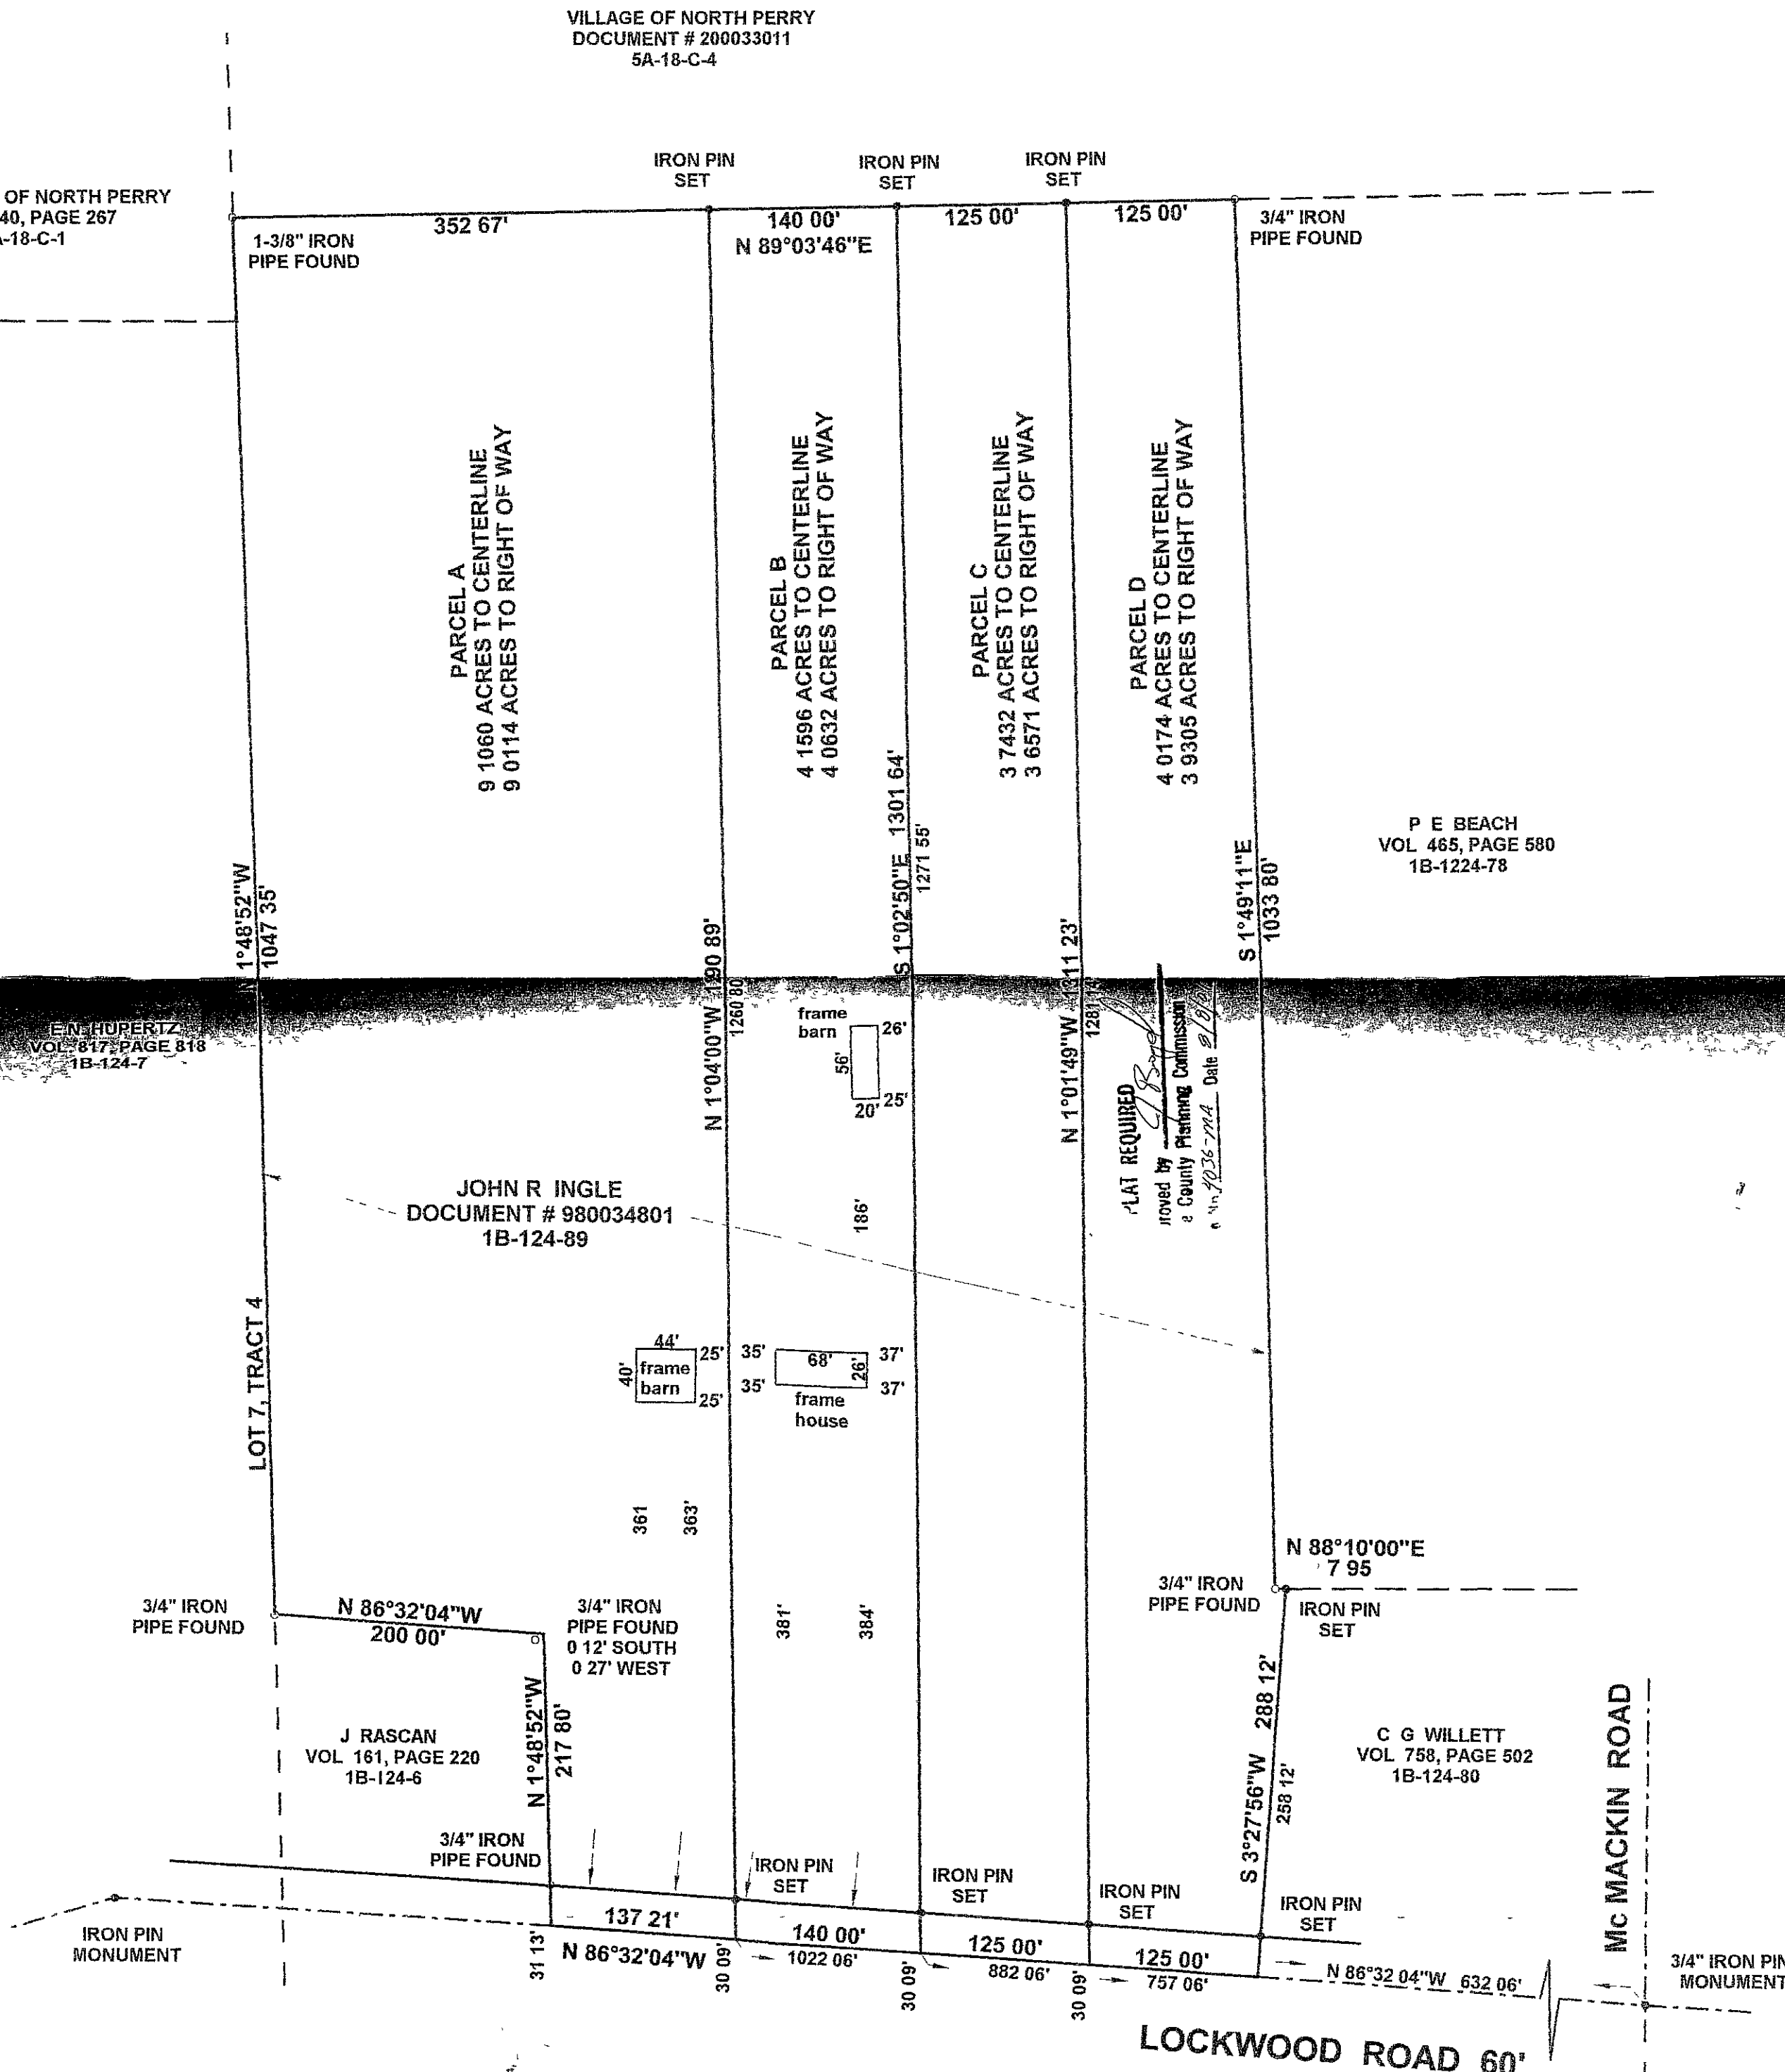 VILLAGE OF NORTH PERRY
DOCUMENT # 200033011
5A-18-C-4
OF NORTH PERRY
40, PAGE 267
-18-C-1
IRON PIN
SET
IRON PIN
SET
IRON PIN
SET
352 67'
140 00'
125 00'
125 00'
N 89°03'46"E
1-3/8" IRON
PIPE FOUND
3/4" IRON
PIPE FOUND
PARCEL A
9 1060 ACRES TO CENTERLINE
9 0114 ACRES TO RIGHT OF WAY
PARCEL B
4 1596 ACRES TO CENTERLINE
4 0632 ACRES TO RIGHT OF WAY
PARCEL C
3 7432 ACRES TO CENTERLINE
3 6571 ACRES TO RIGHT OF WAY
PARCEL D
4 0174 ACRES TO CENTERLINE
3 9305 ACRES TO RIGHT OF WAY
P E BEACH
VOL 465, PAGE 580
1B-1224-78
N 1°48'52"W
1047 35'
N 1°04'00"W 1290 89'
1260 80'
S 1°02'50"E 1301 64'
1271 55'
N 1°01'49"W 1311 23'
S 1°49'11"E
1033 80'
E.N. HUPERTZ
VOL. 817, PAGE 818
1B-124-7
frame
barn
26'
56'
20'
25'
PLAT REQUIRED
roved by
e County Planning Commission
4036-MA Date
JOHN R INGLE
DOCUMENT # 980034801
1B-124-89
186'
LOT 7, TRACT 4
44'
40'
frame
barn
25'
25'
35'
35'
68'
26'
37'
37'
frame
house
361
363'
381'
384'
N 88°10'00"E
7 95
3/4" IRON
PIPE FOUND
IRON PIN
SET
3/4" IRON
PIPE FOUND
N 86°32'04"W
200 00'
3/4" IRON
PIPE FOUND
0 12' SOUTH
0 27' WEST
N 1°48'52"W
217 80'
J RASCAN
VOL 161, PAGE 220
1B-124-6
S 3°27'56"W 288 12'
258 12'
C G WILLETT
VOL 758, PAGE 502
1B-124-80
Mc MACKIN ROAD
3/4" IRON
PIPE FOUND
IRON PIN
SET
IRON PIN
SET
IRON PIN
SET
IRON PIN
SET
IRON PIN
MONUMENT
137 21'
140 00'
125 00'
125 00'
31 13'
N 86°32'04"W
30 09'
1022 06'
30 09'
882 06'
30 09'
757 06'
N 86°32 04"W 632 06'
3/4" IRON PIN
MONUMENT
LOCKWOOD ROAD 60'